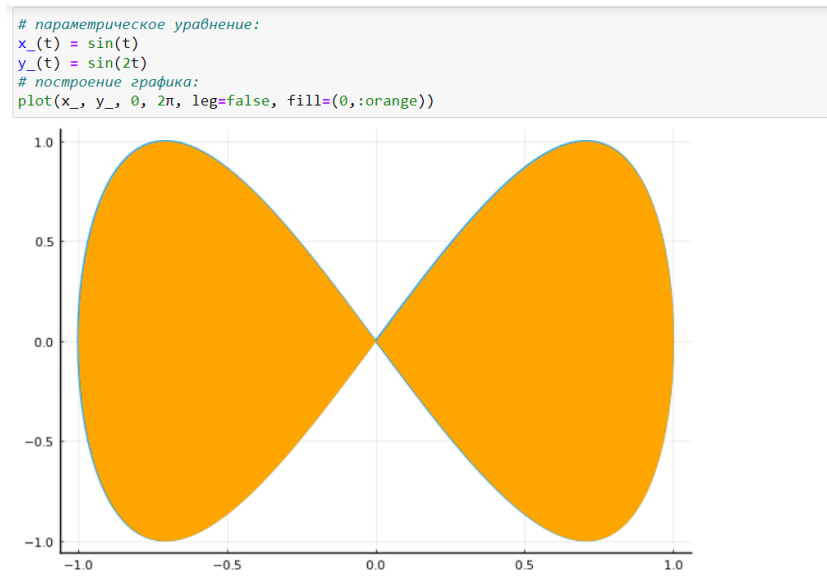 # параметрическое уравнение:
x_(t) = sin(t)
y_(t) = sin(2t)
# построение графика:
plot(x_, y_, 0, 2π, leg=false, fill=(0,:orange))
1.0
0.5
0.0
−0.5
−1.0
−1.0 −0.5 0.0 0.5 1.0